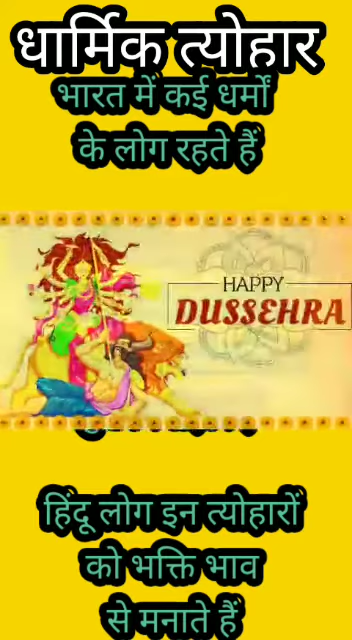 धार्मिक त्योहार
भारत में कई धर्मों
के लोग रहते हैं
HAPPY
DUSSEHRA
हिंदू लोग इन त्योहारों
को भक्ति भाव
से मनाते हैं